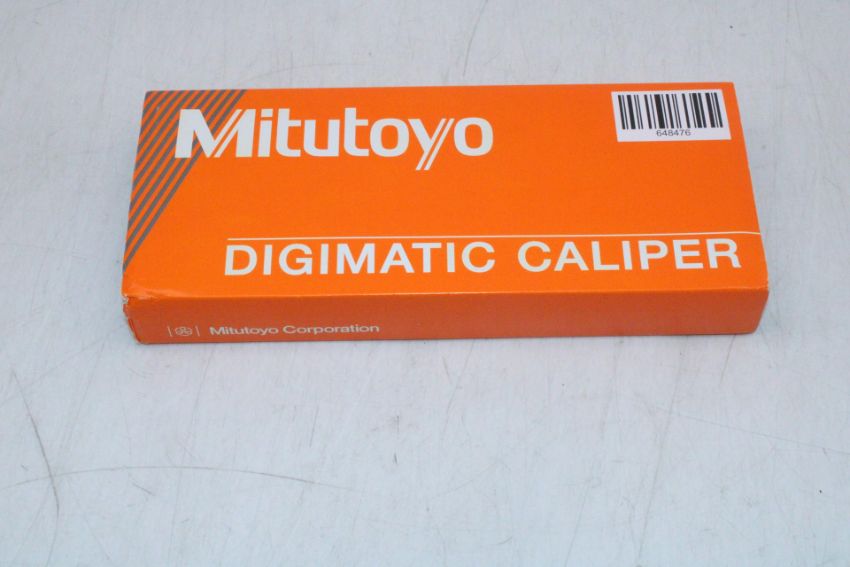 Mitutoyo
648476
DIGIMATIC CALIPER
Mitutoyo Corporation